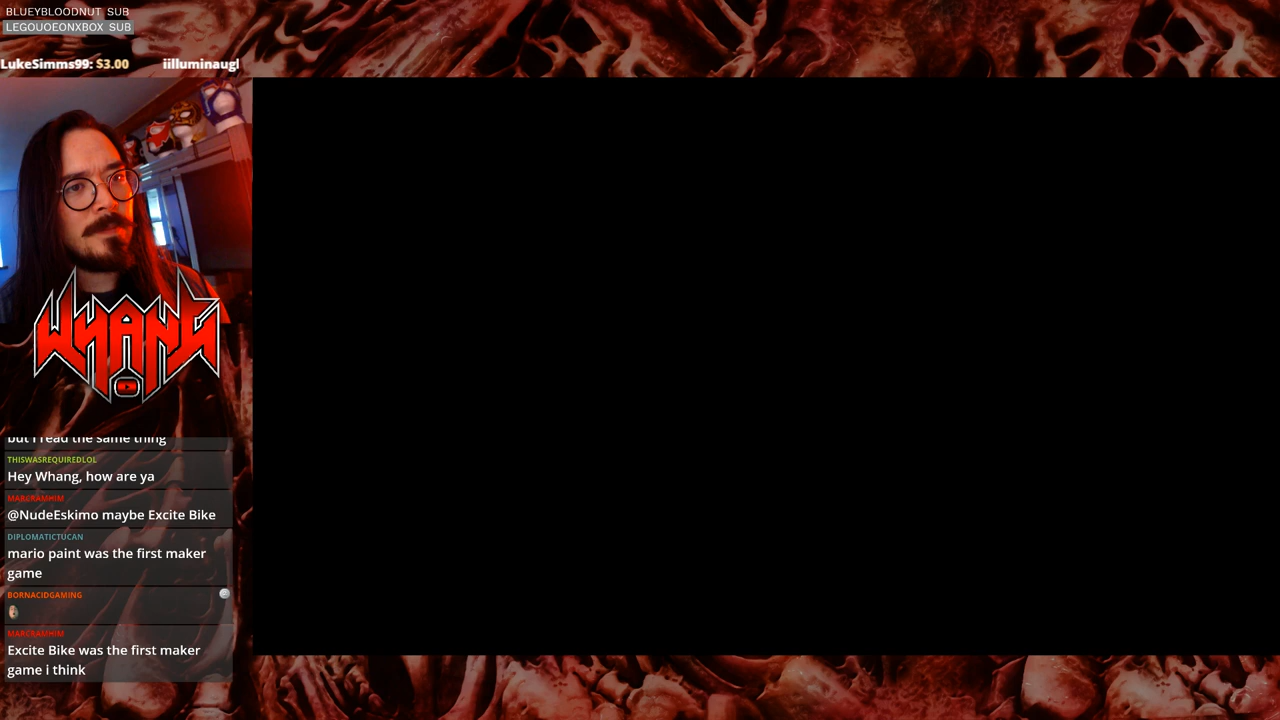 BLUEYBLOODNUT SUB
LEGOUOEONXBOX SUB
LukeSimms99: $3.00 iilluminaugl
WHANG
but I read the same thing
THISWASREQUIREDLOL
Hey Whang, how are ya
MARCRAMHIM
@NudeEskimo maybe Excite Bike
DIPLOMATICTUCAN
mario paint was the first maker
game
BORNACIDGAMING
MARCRAMHIM
Excite Bike was the first maker
game i think